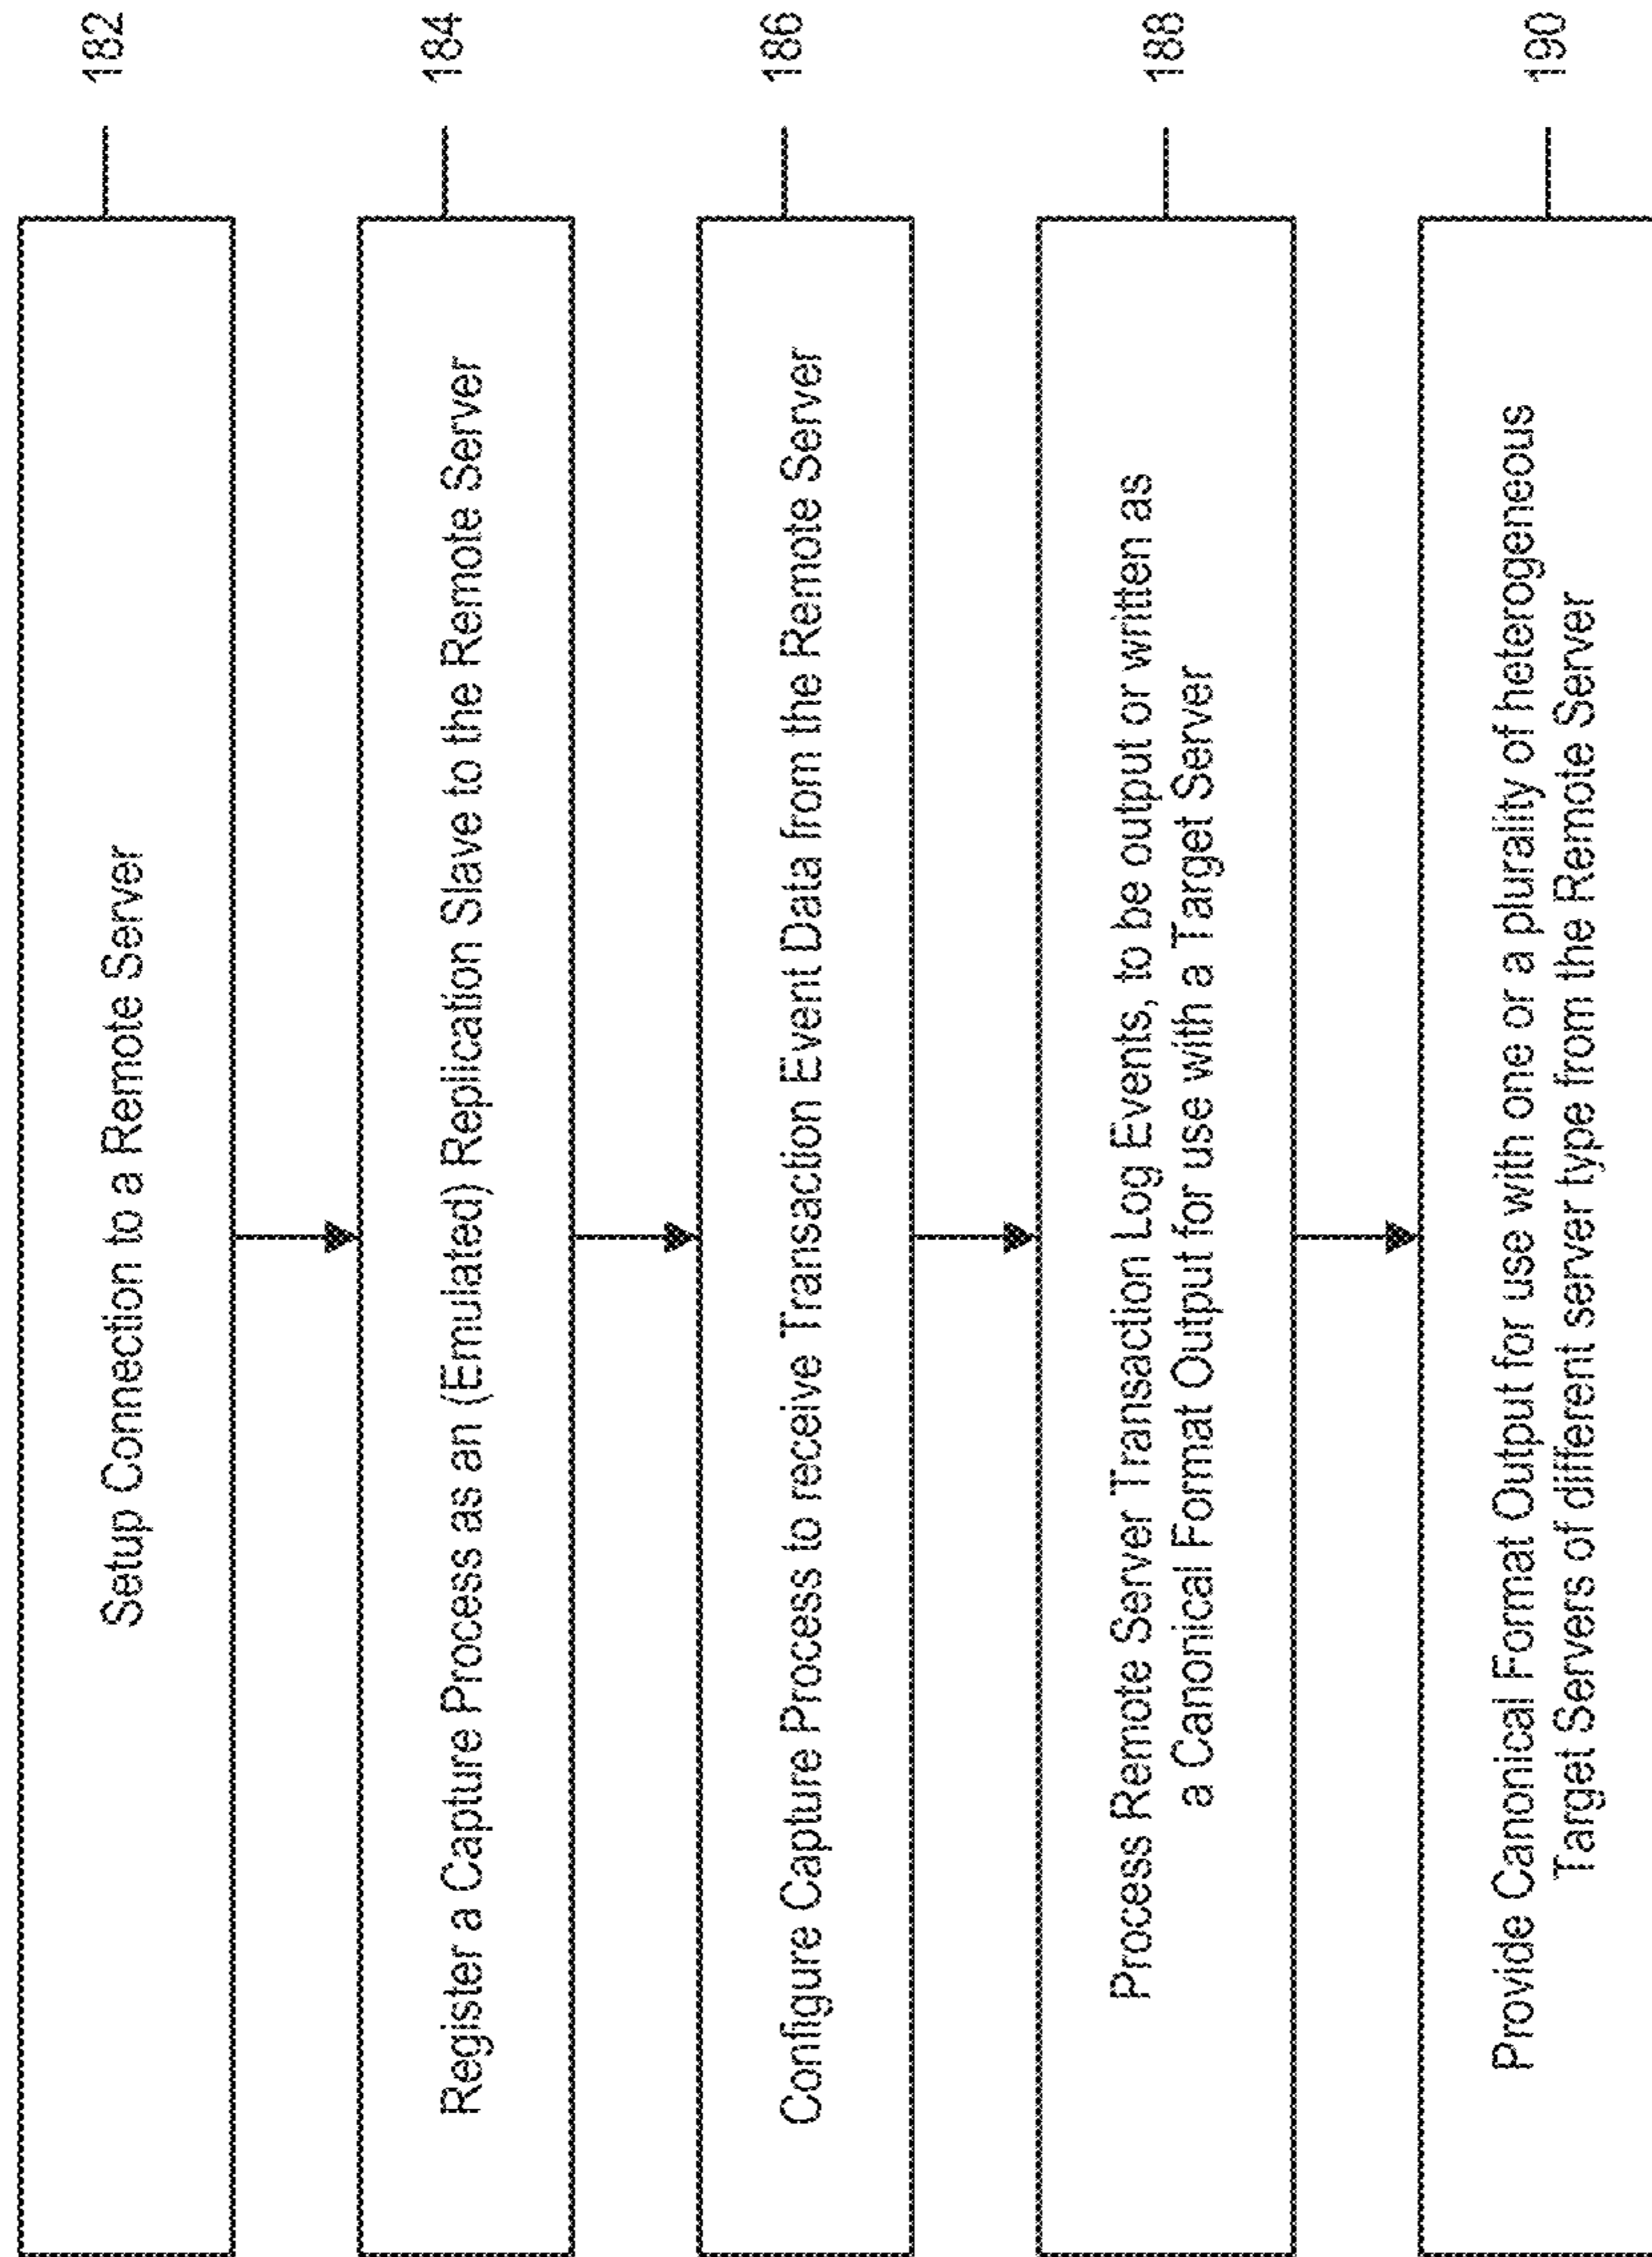 Setup Connection to a Remote Server
182
Register a Capture Process as an (Emulated) Replication Slave to the Remote Server
184
Configure Capture Process to receive Transaction Event Data from the Remote Server
186
Process Remote Server Transaction Log Events, to be output or written as
a Canonical Format Output for use with a Target Server
188
Provide Canonical Format Output for use with one or a plurality of heterogeneous
Target Servers of different server type from the Remote Server
190